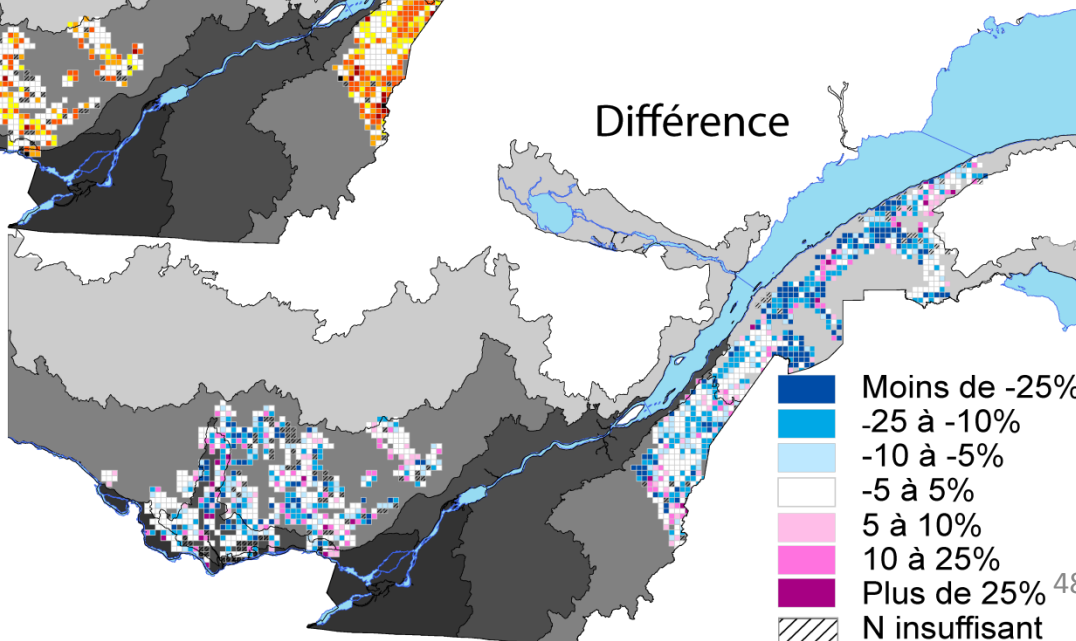 Différence
Moins de -25%
-25 à -10%
-10 à -5%
-5 à 5%
5 à 10%
10 à 25%
Plus de 25%
48
N insuffisant